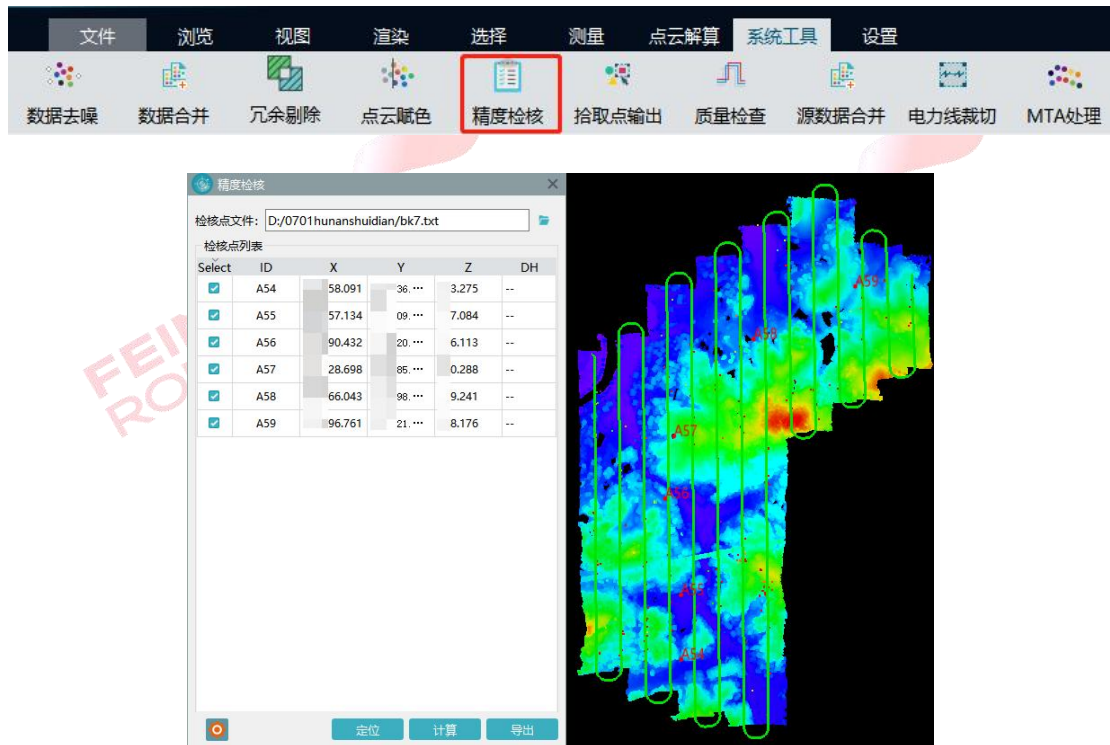 文件 浏览 视图 渲染 选择 测量 点云解算 系统工具 设置
数据去噪 数据合并 冗余剔除 点云赋色 精度检核 拾取点输出 质量检查 源数据合并 电力线裁切 MTA处理
精度检核
检核点文件: D:/0701hunanshuidian/bk7.txt
检核点列表
Select ID X Y Z DH
A54 58.091 36.··· 3.275 --
A55 57.134 09.··· 7.084 --
A56 90.432 20.··· 6.113 --
A57 28.698 85.··· 0.288 --
A58 66.043 98.··· 9.241 --
A59 96.761 21.··· 8.176 --
定位 计算 导出
A59
A58
A57
A56
A55
A54